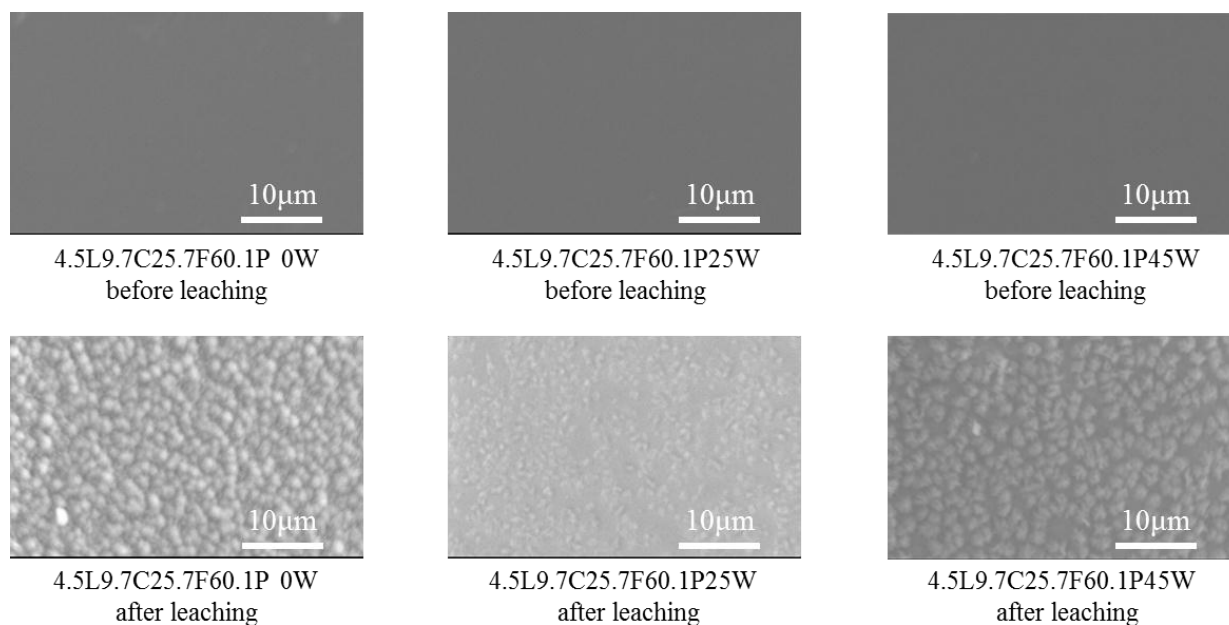 10μm
10μm
10μm
4.5L9.7C25.7F60.1P 0W
before leaching
4.5L9.7C25.7F60.1P25W
before leaching
4.5L9.7C25.7F60.1P45W
before leaching
10μm
10μm
10μm
4.5L9.7C25.7F60.1P 0W
after leaching
4.5L9.7C25.7F60.1P25W
after leaching
4.5L9.7C25.7F60.1P45W
after leaching